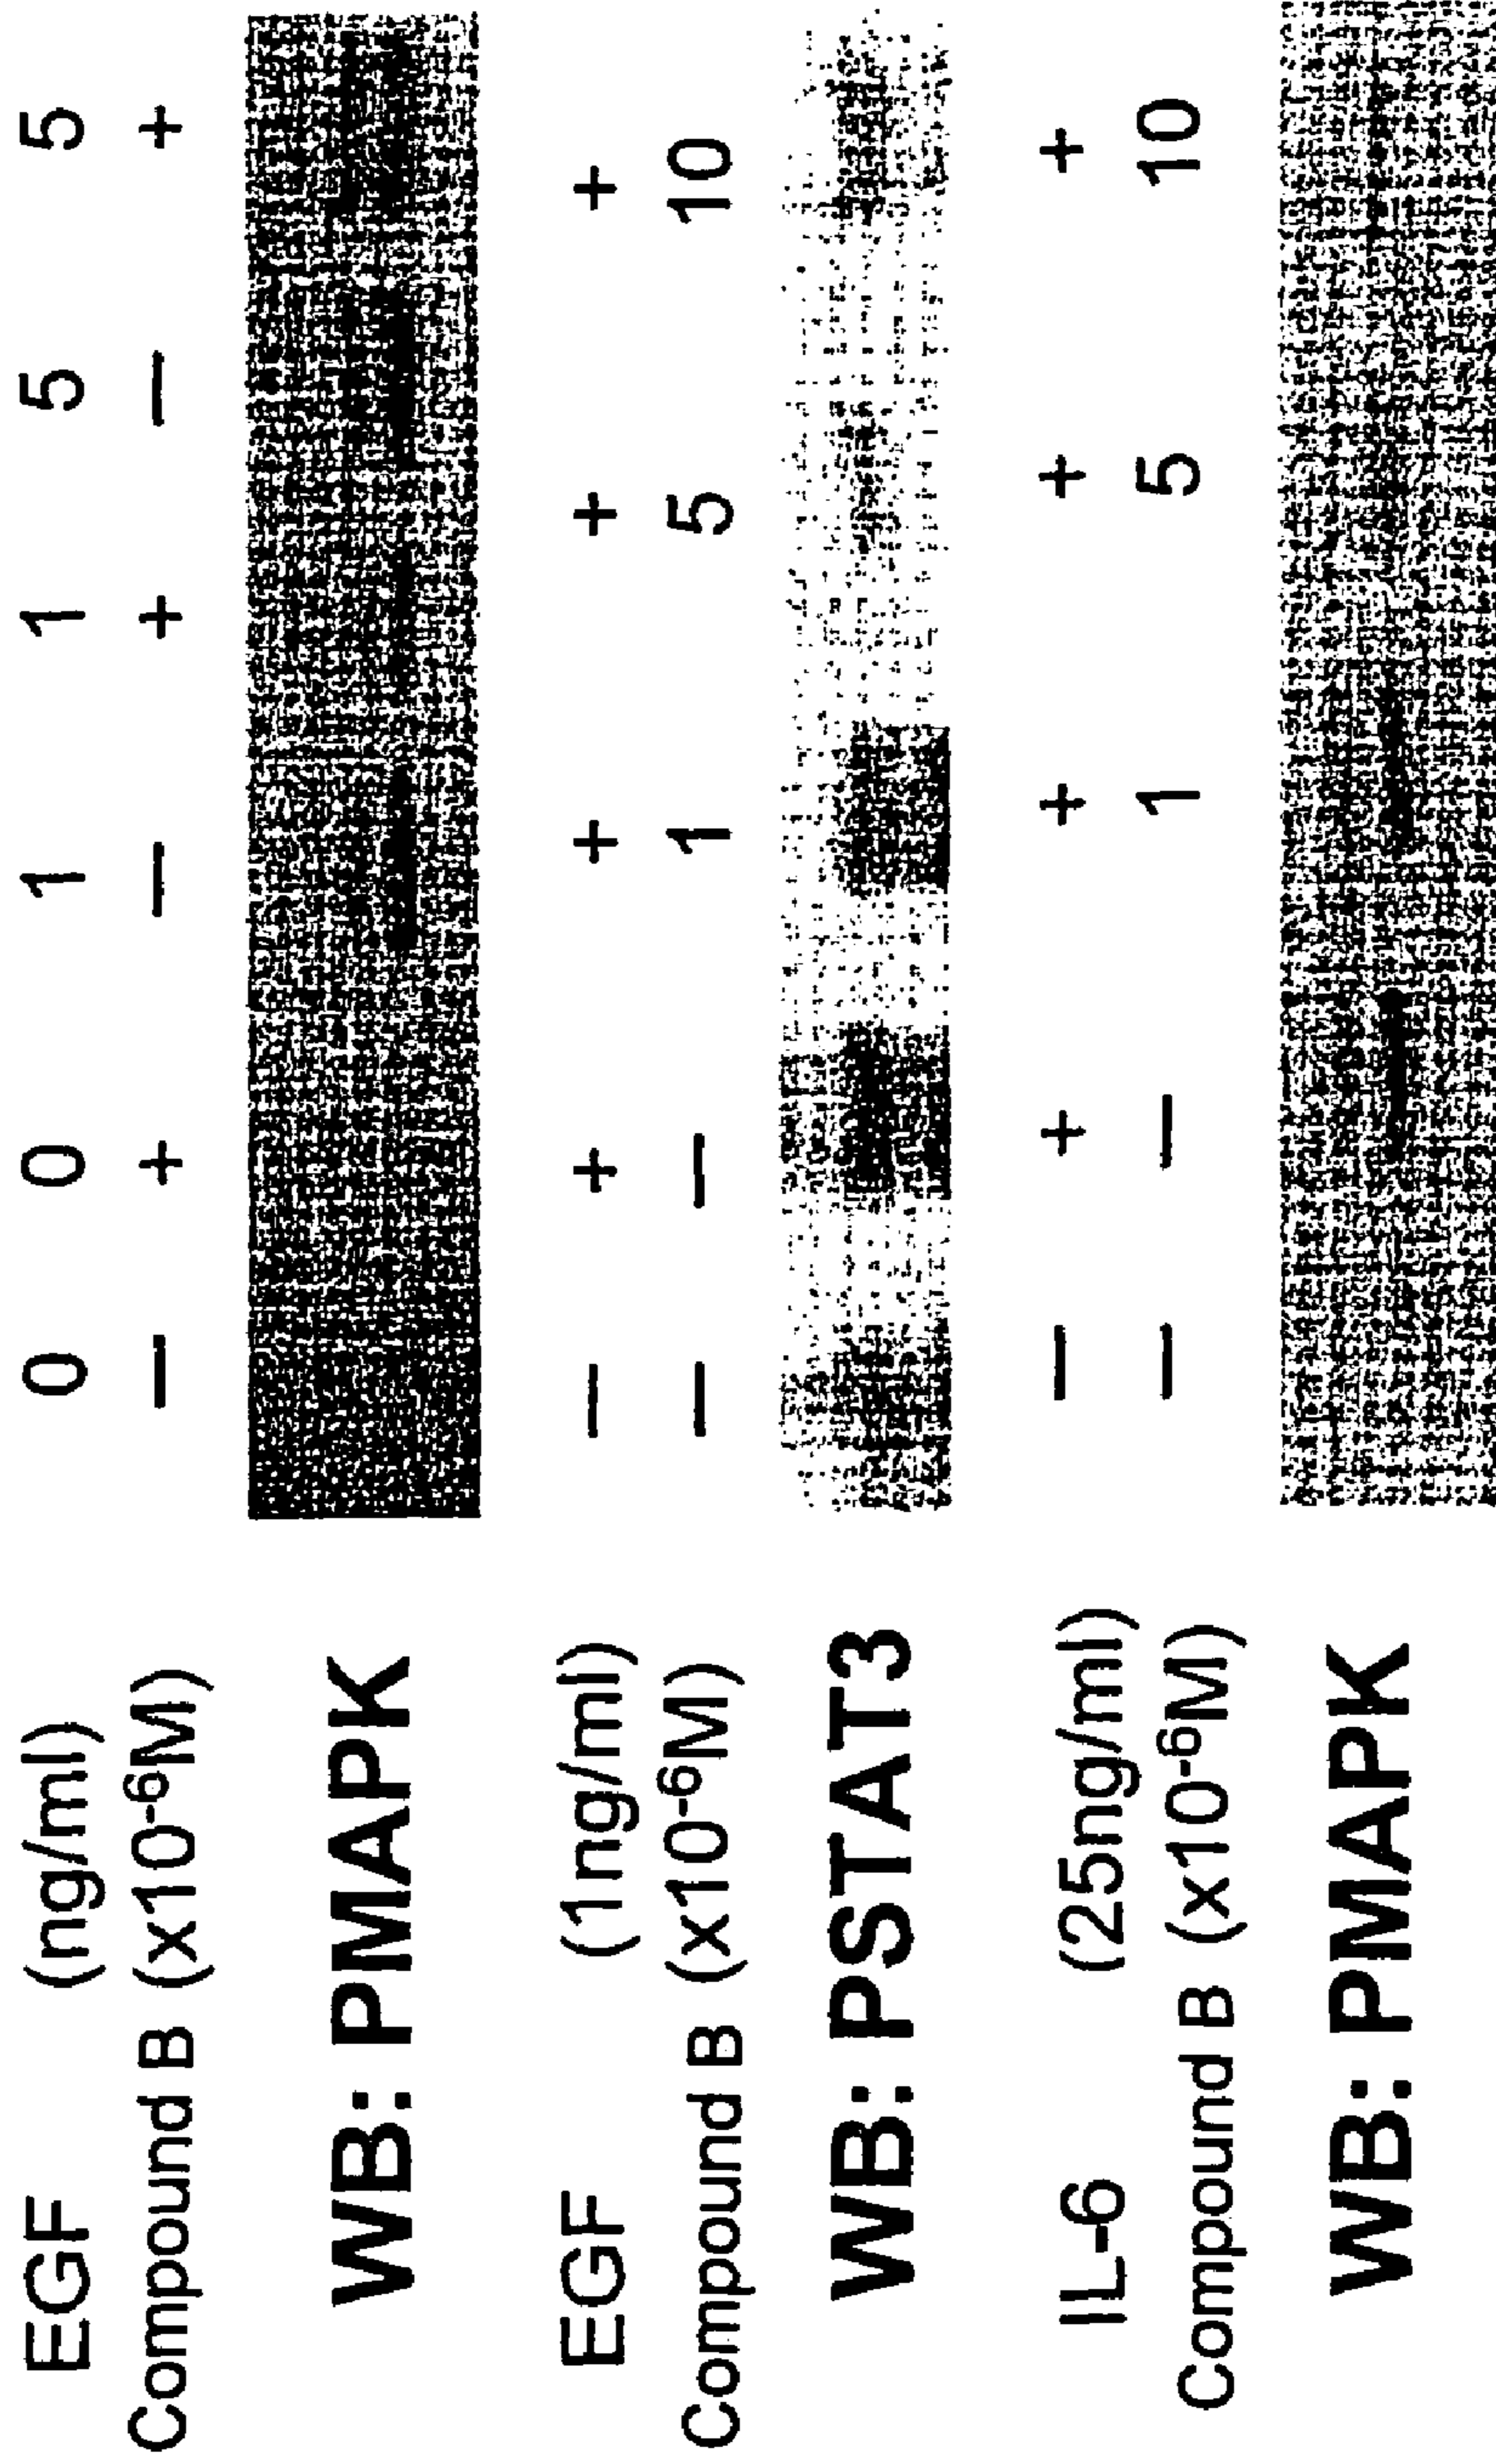 EGF (ng/ml) 0 0 1 1 5 5
Compound B (x10⁻⁶M) — + — + — +
WB: PMAPK
EGF (1ng/ml) — + + + +
Compound B (x10⁻⁶M) — — 1 5 10
WB: PSTAT3
IL-6 (25ng/ml) — + + + +
Compound B (x10⁻⁶M) — — 1 5 10
WB: PMAPK